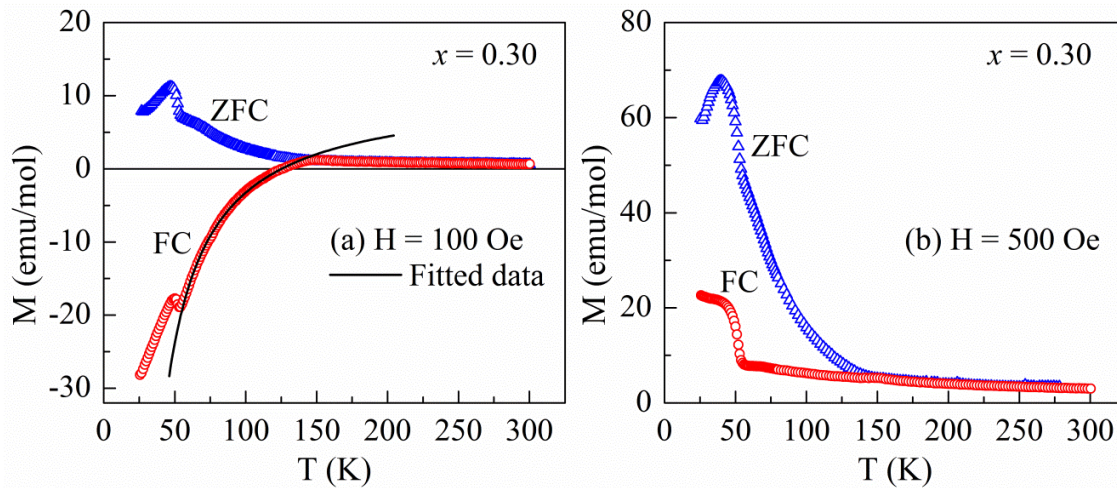 20
10
0
-10
-20
-30
M (emu/mol)
0 50 100 150 200 250 300
T (K)
x = 0.30
ZFC
FC
(a) H = 100 Oe
Fitted data
80
60
40
20
0
M (emu/mol)
0 50 100 150 200 250 300
T (K)
x = 0.30
ZFC
FC
(b) H = 500 Oe